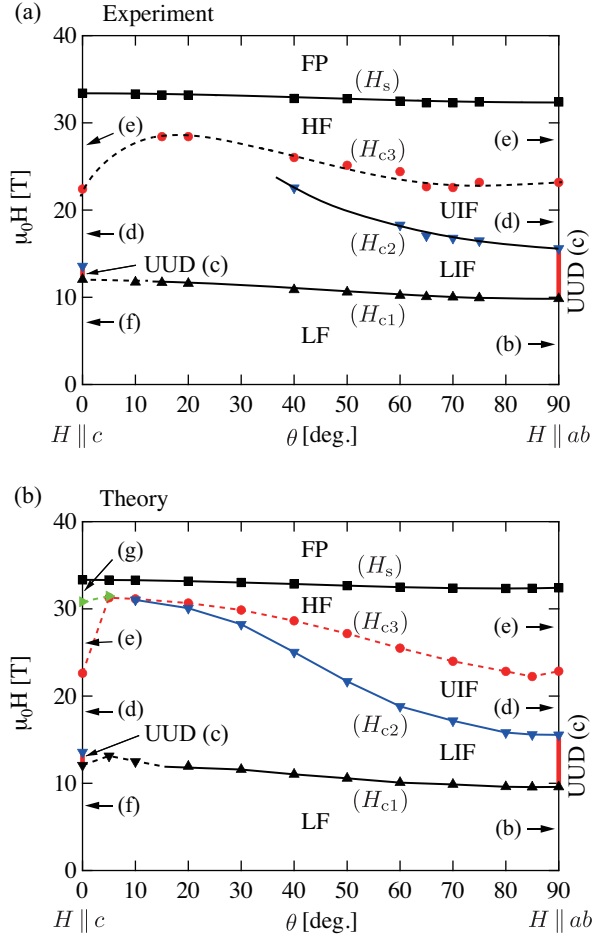 (a) Experiment
40
FP
(Hs)
HF
30
(e)
(e)
(Hc3)
μ0H [T]
20
UIF
(d)
(d)
(Hc2)
UUD (c)
LIF
UUD (c)
10
(Hc1)
(f)
LF
(b)
0
0 10 20 30 40 50 60 70 80 90
H ∥ c θ [deg.] H ∥ ab
(b) Theory
40
FP
(g)
(Hs)
HF
30
(e)
(e)
(Hc3)
μ0H [T]
20
UIF
(d)
(d)
(Hc2)
UUD (c)
LIF
UUD (c)
10
(Hc1)
(f)
LF
(b)
0
0 10 20 30 40 50 60 70 80 90
H ∥ c θ [deg.] H ∥ ab